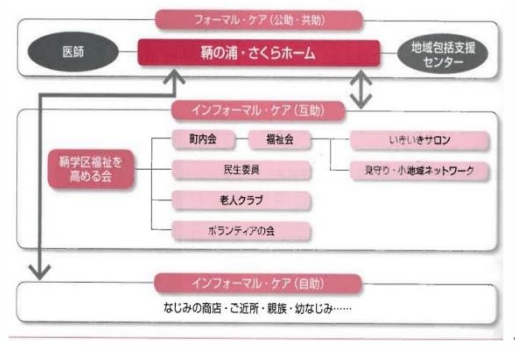 フォーマル・ケア(公助・共助)
医師
鞆の浦・さくらホーム
地域包括支援
センター
インフォーマル・ケア(互助)
町内会
福祉会
いきいきサロン
鞆学区福祉を
高める会
民生委員
見守り・小地域ネットワーク
老人クラブ
ボランティアの会
インフォーマル・ケア(自助)
なじみの商店・ご近所・親族・幼なじみ……